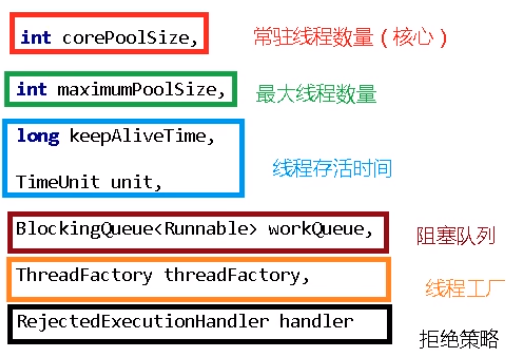 int corePoolSize, 常驻线程数量（核心）
int maximumPoolSize, 最大线程数量
long keepAliveTime,
线程存活时间
TimeUnit unit,
BlockingQueue<Runnable> workQueue, 阻塞队列
ThreadFactory threadFactory, 线程工厂
RejectedExecutionHandler handler 拒绝策略